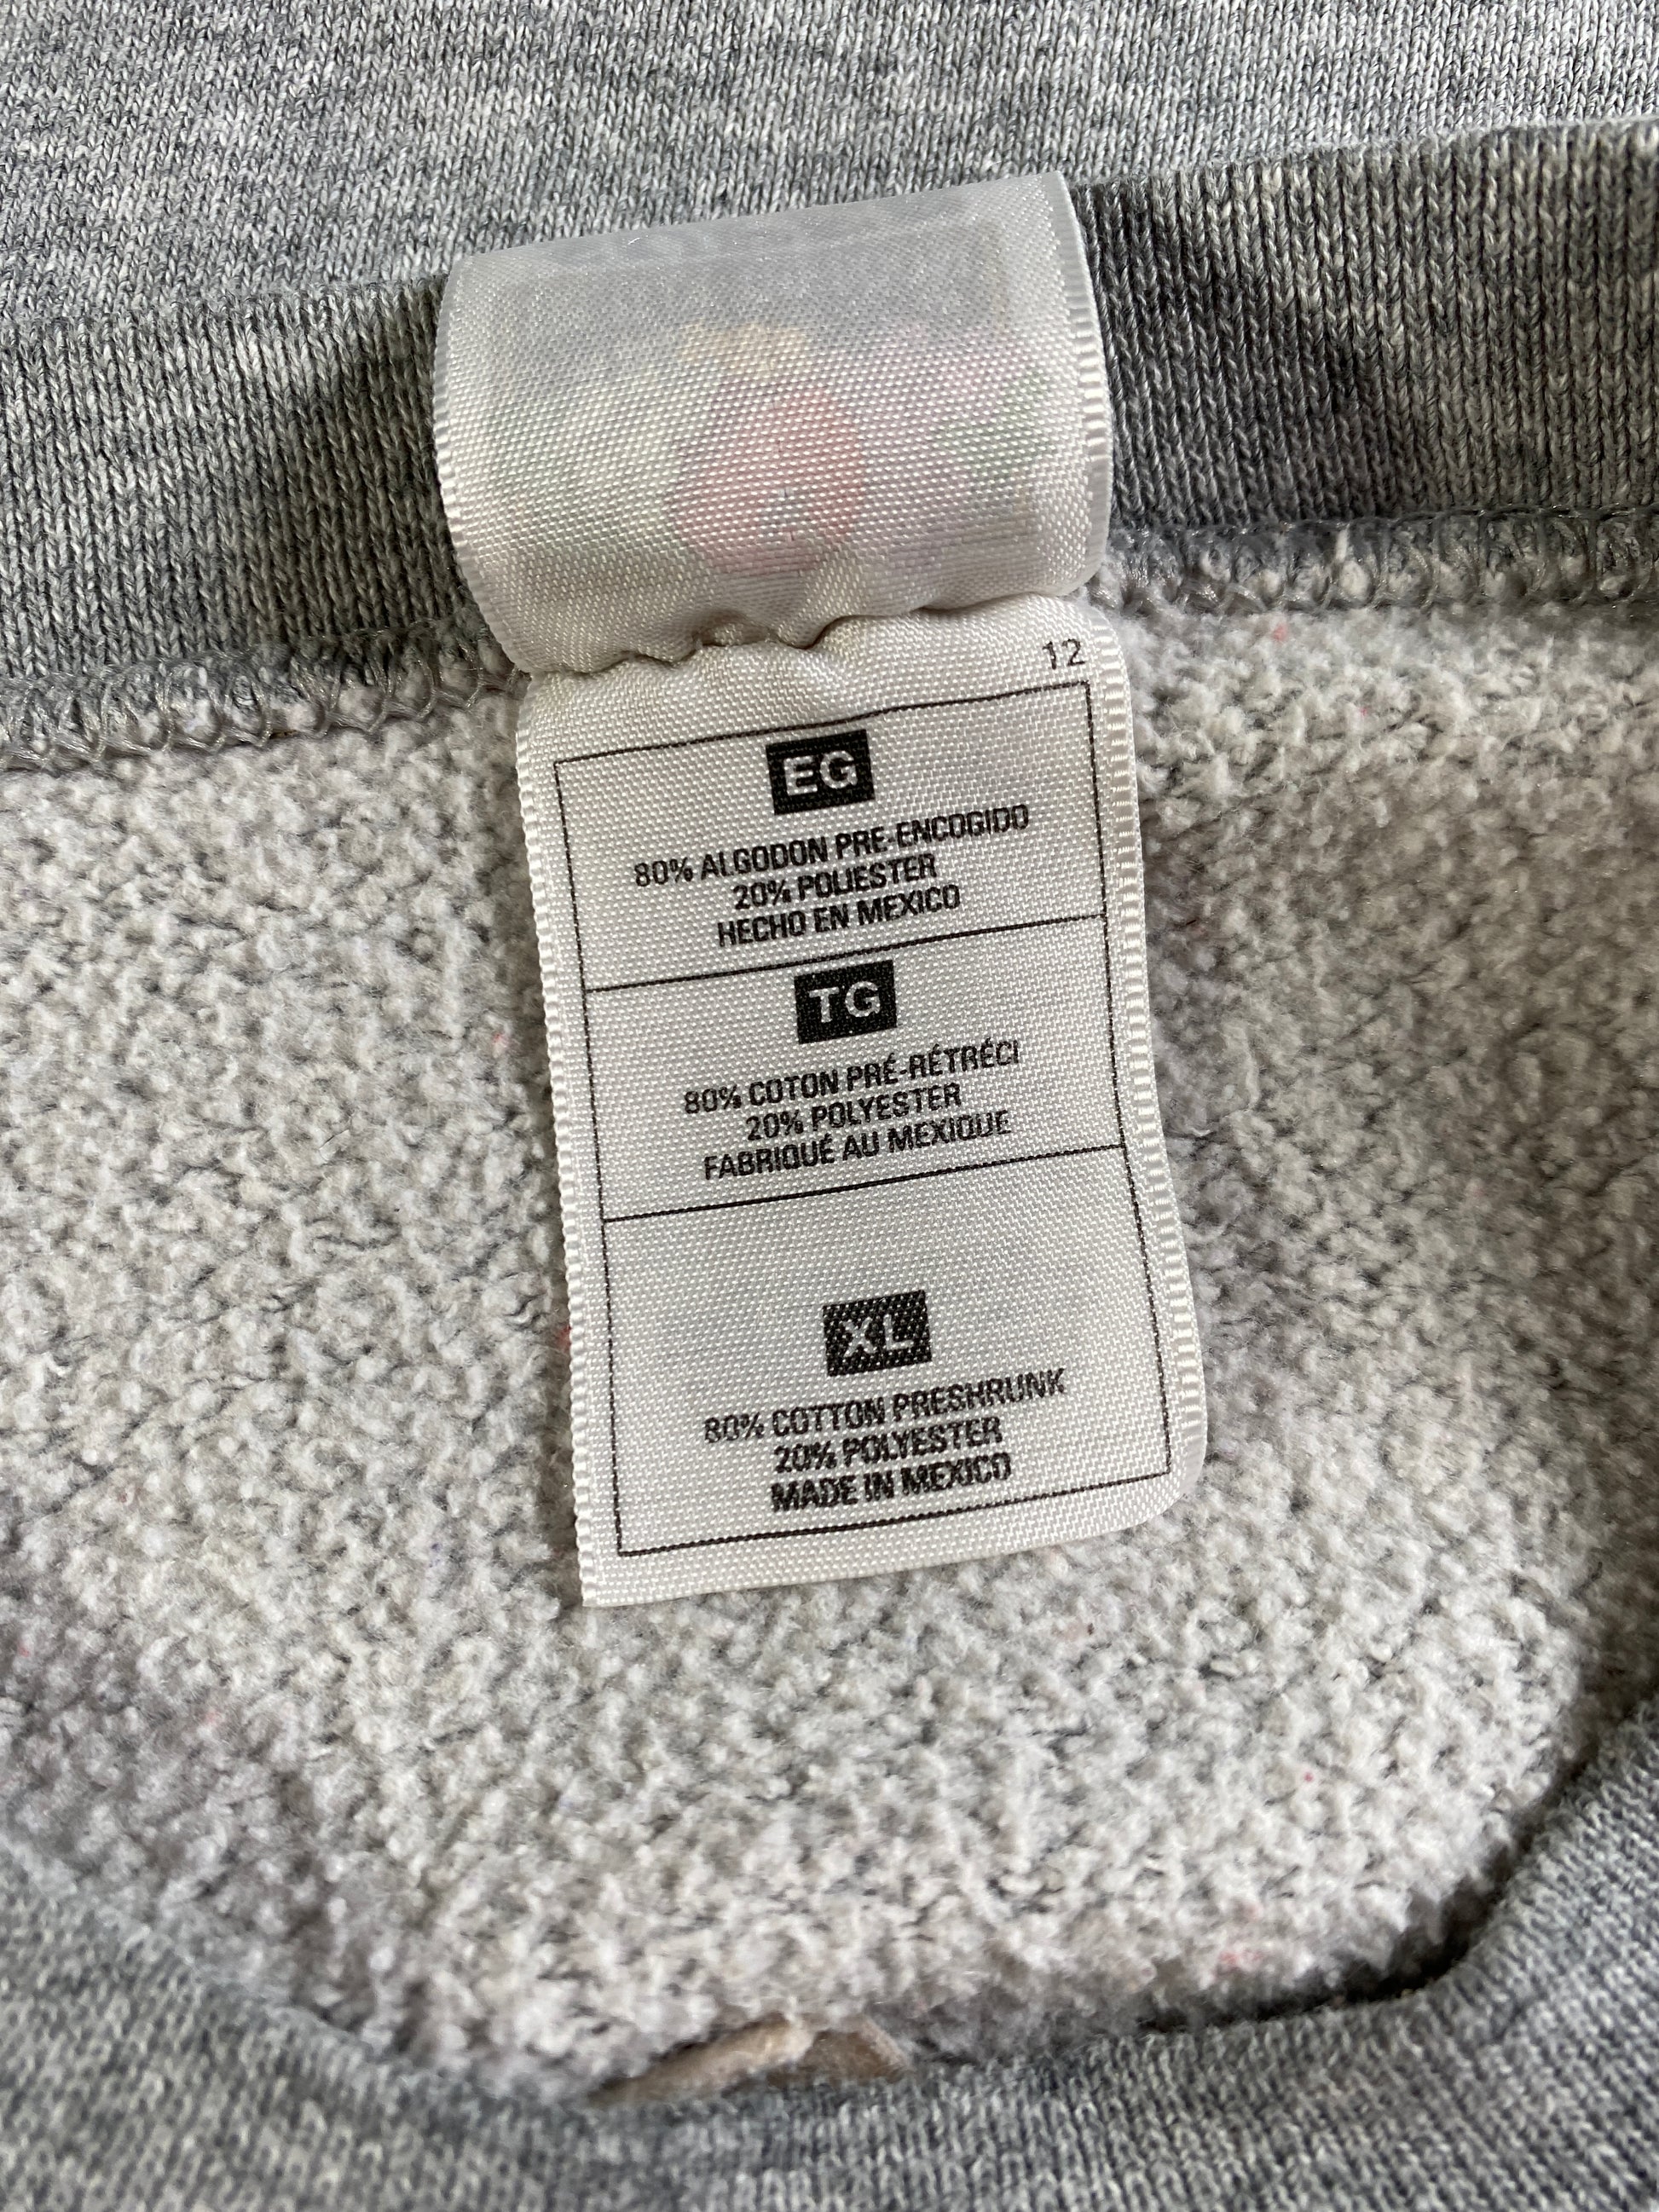 12
EG
80% ALGODON PRE-ENCOGIDO
20% POLIESTER
HECHO EN MEXICO
TG
80% COTON PRÉ-RÉTRÉCI
20% POLYESTER
FABRIQUÉ AU MEXIQUE
XL
80% COTTON PRESHRUNK
20% POLYESTER
MADE IN MEXICO